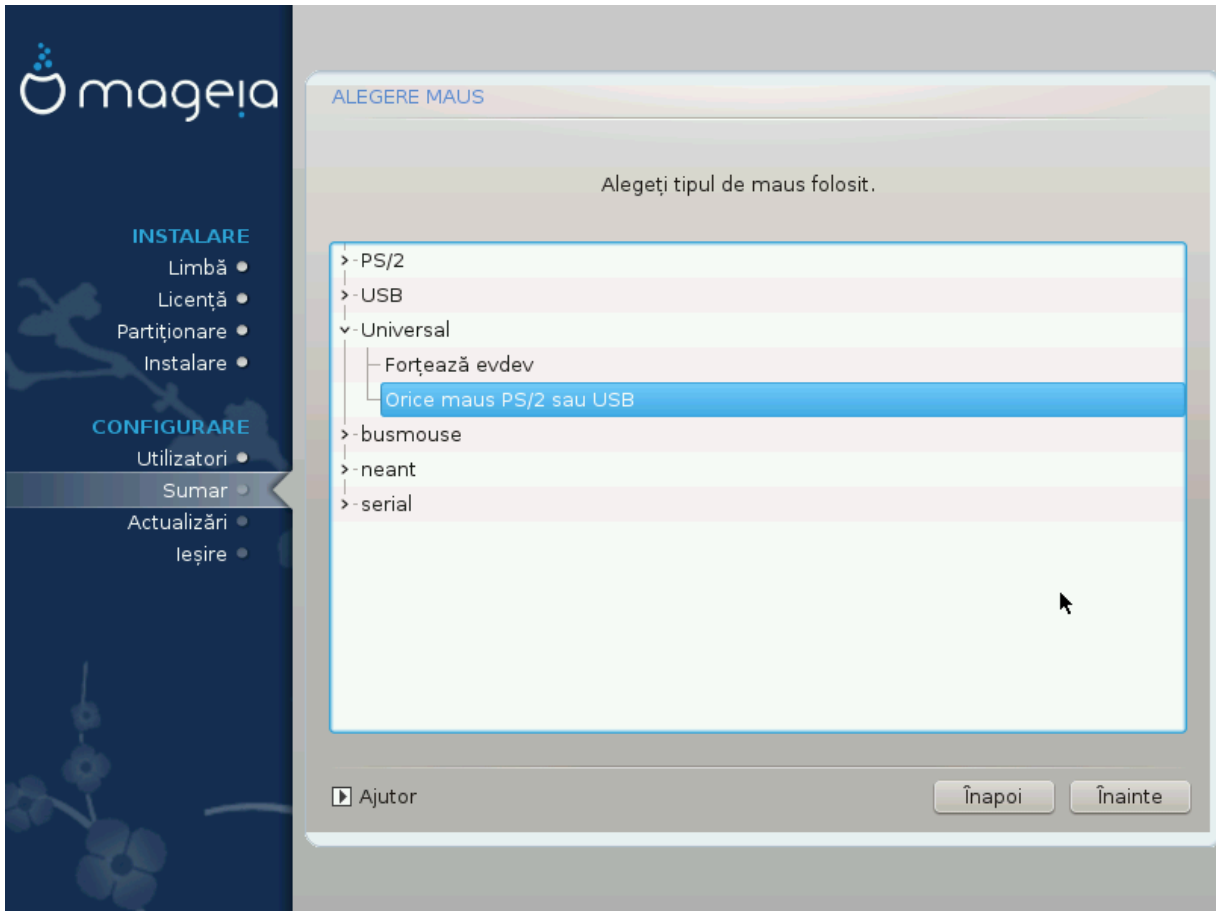 mageia
INSTALARE
Limbă
Licență
Partiționare
Instalare
CONFIGURARE
Utilizatori
Sumar
Actualizări
Ieșire
ALEGERE MAUS
Alegeți tipul de maus folosit.
PS/2
USB
Universal
Forțează evdev
Orice maus PS/2 sau USB
busmouse
neant
serial
Ajutor
Înapoi
Înainte